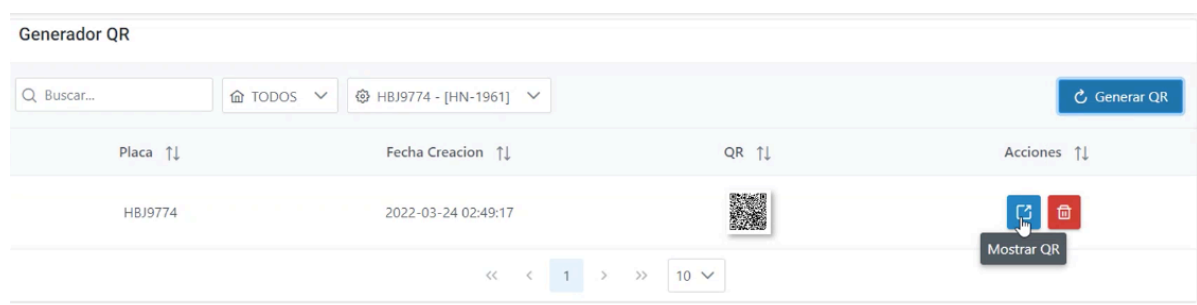 Generador QR
Buscar... TODOS HBJ9774 - [HN-1961] Generar QR
Placa Fecha Creacion QR Acciones
HBJ9774 2022-03-24 02:49:17
Mostrar QR
1 10